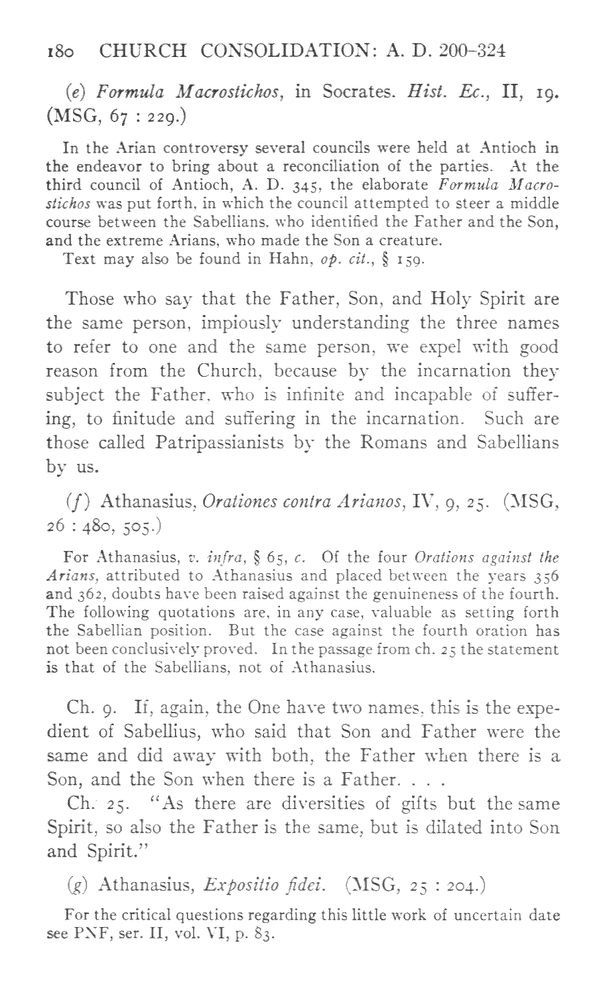 180 CHURCH CONSOLIDATION: A. D. 200–324
(e) Formula Macrostichos, in Socrates. Hist. Ec., II, 19.
(MSG, 67 : 229.)
In the Arian controversy several councils were held at Antioch in
the endeavor to bring about a reconciliation of the parties. At the
third council of Antioch, A. D. 345, the elaborate Formula Macro-
stichos was put forth, in which the council attempted to steer a middle
course between the Sabellians, who identified the Father and the Son,
and the extreme Arians, who made the Son a creature.
Text may also be found in Hahn, op. cit., § 159.
Those who say that the Father, Son, and Holy Spirit are
the same person, impiously understanding the three names
to refer to one and the same person, we expel with good
reason from the Church, because by the incarnation they
subject the Father, who is infinite and incapable of suffer-
ing, to finitude and suffering in the incarnation. Such are
those called Patripassianists by the Romans and Sabellians
by us.
(f) Athanasius, Orationes contra Arianos, IV, 9, 25. (MSG,
26 : 480, 505.)
For Athanasius, v. infra, § 65, c. Of the four Orations against the
Arians, attributed to Athanasius and placed between the years 356
and 362, doubts have been raised against the genuineness of the fourth.
The following quotations are, in any case, valuable as setting forth
the Sabellian position. But the case against the fourth oration has
not been conclusively proved. In the passage from ch. 25 the statement
is that of the Sabellians, not of Athanasius.
Ch. 9. If, again, the One have two names, this is the expe-
dient of Sabellius, who said that Son and Father were the
same and did away with both, the Father when there is a
Son, and the Son when there is a Father. . . .
Ch. 25. “As there are diversities of gifts but the same
Spirit, so also the Father is the same, but is dilated into Son
and Spirit.”
(g) Athanasius, Expositio fidei. (MSG, 25 : 204.)
For the critical questions regarding this little work of uncertain date
see PNF, ser. II, vol. VI, p. 83.